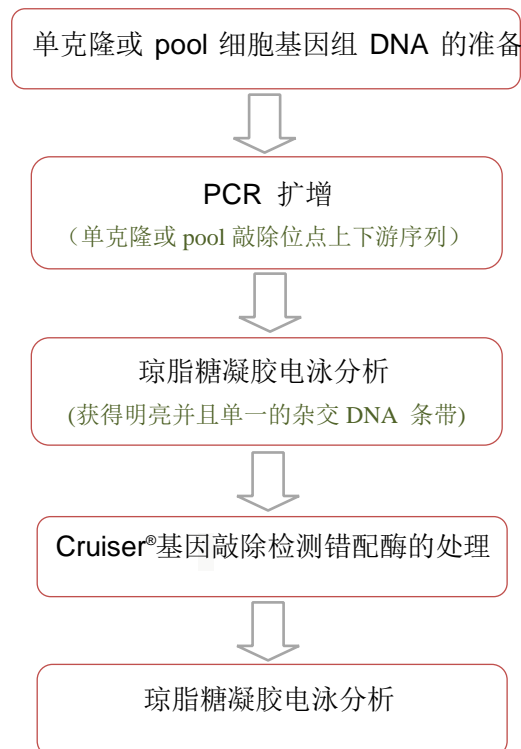 单克隆或 pool 细胞基因组 DNA 的准备
PCR 扩增
（单克隆或 pool 敲除位点上下游序列）
琼脂糖凝胶电泳分析
(获得明亮并且单一的杂交 DNA 条带)
Cruiser®基因敲除检测错配酶的处理
琼脂糖凝胶电泳分析